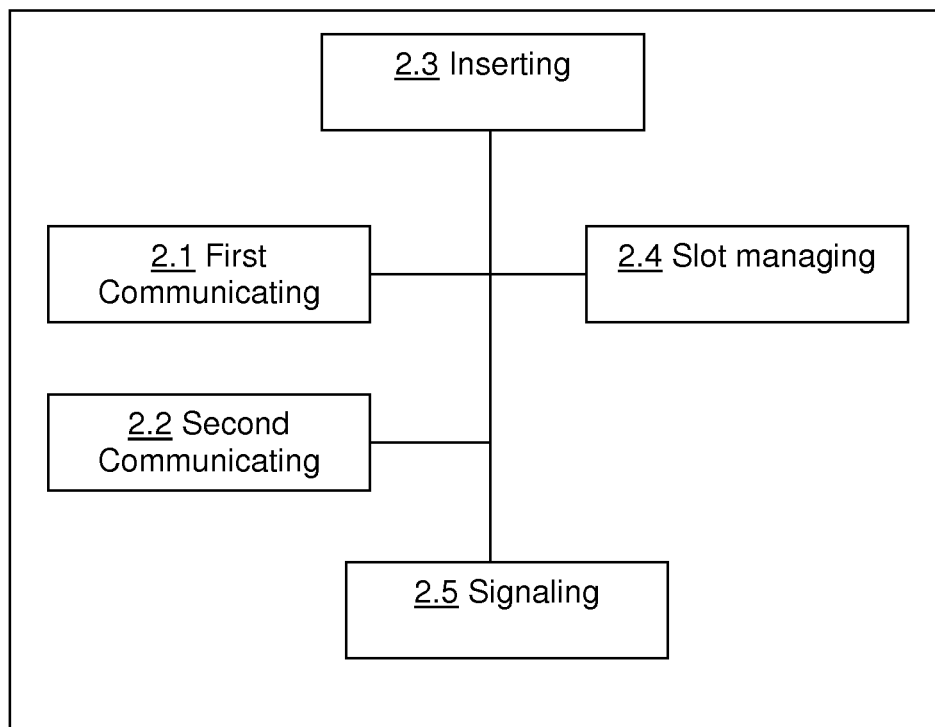 2.3 Inserting
2.1 First
Communicating
2.4 Slot managing
2.2 Second
Communicating
2.5 Signaling